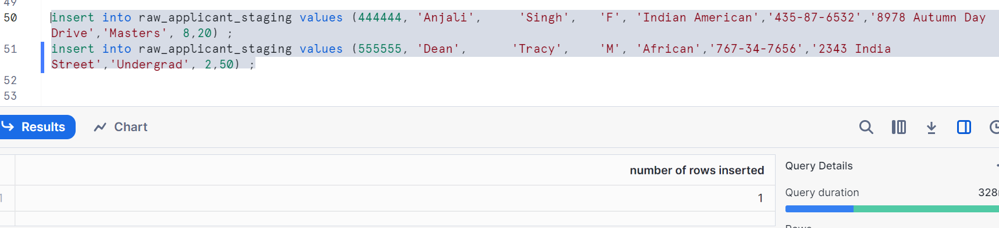 49
50 insert into raw_applicant_staging values (444444, 'Anjali', 'Singh', 'F', 'Indian American','435-87-6532','8978 Autumn Day
Drive','Masters', 8,20) ;
51 insert into raw_applicant_staging values (555555, 'Dean', 'Tracy', 'M', 'African','767-34-7656','2343 India
Street','Undergrad', 2,50) ;
52
53
Results Chart
number of rows inserted
1 1
Query Details
Query duration 328
Rows